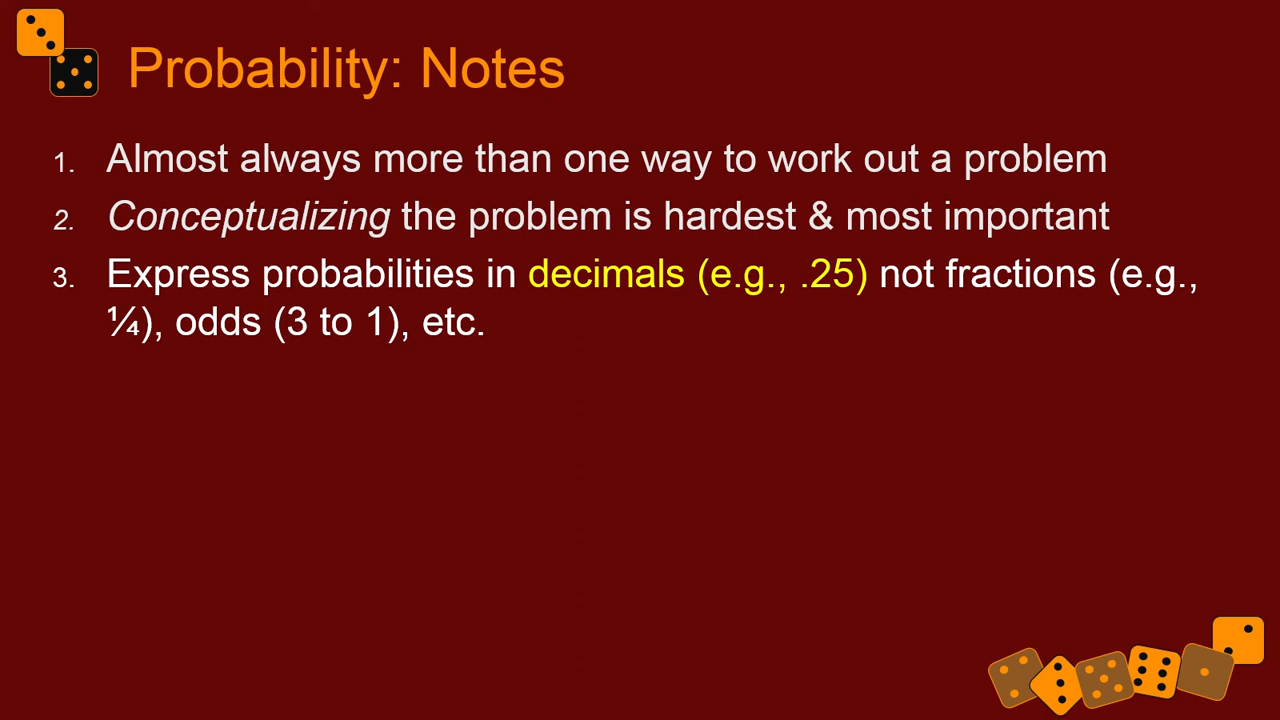 Probability: Notes
1. Almost always more than one way to work out a problem
2. Conceptualizing the problem is hardest & most important
3. Express probabilities in decimals (e.g., .25) not fractions (e.g.,
¼), odds (3 to 1), etc.